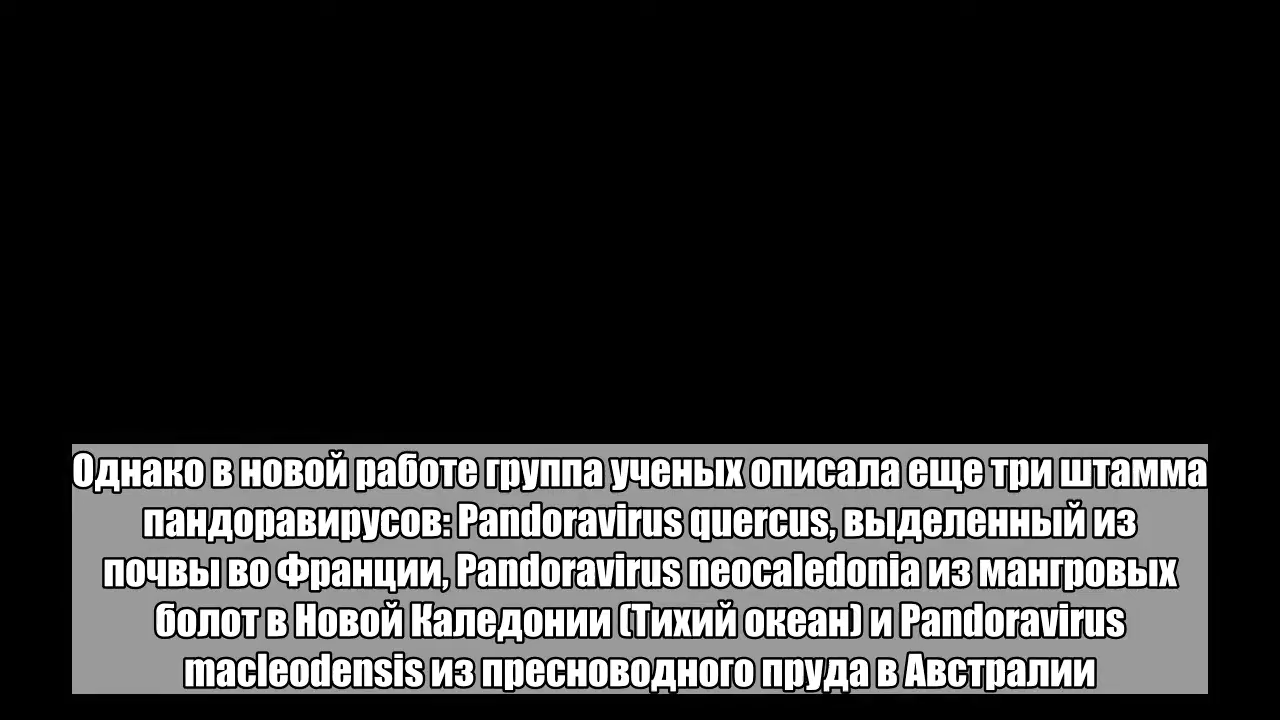 Однако в новой работе группа ученых описала еще три штамма
пандоравирусов: Pandoravirus quercus, выделенный из
почвы во Франции, Pandoravirus neocaledonia из мангровых
болот в Новой Каледонии (Тихий океан) и Pandoravirus
macleodensis из пресноводного пруда в Австралии